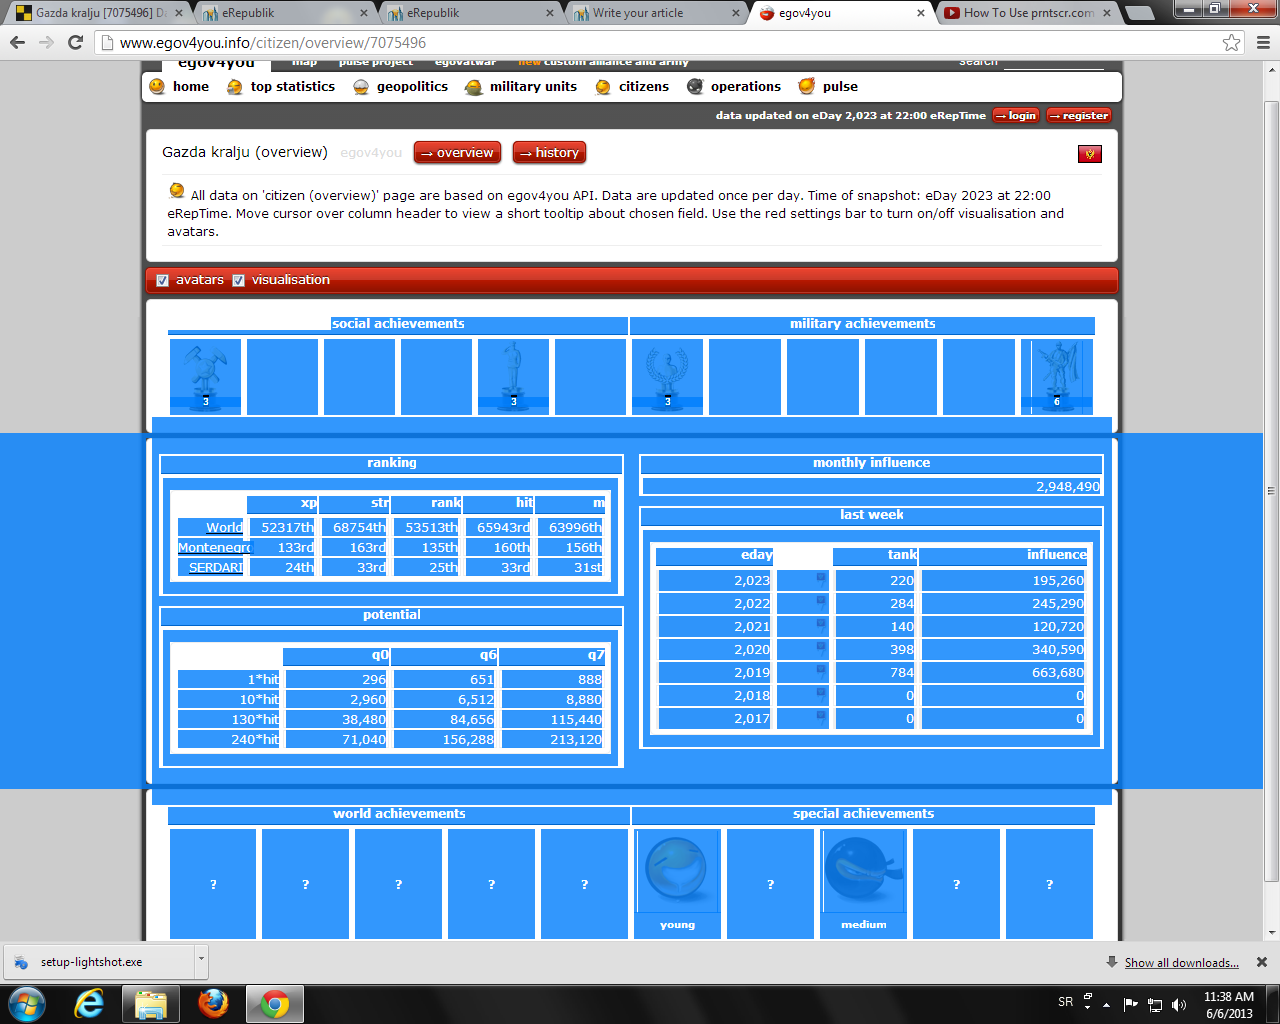 Gazda kralju [7075496] Da
eRepublik
eRepublik
Write your article
egov4you
How To Use prntscr.com
www.egov4you.info/citizen/overview/7075496
egov4you map pulse project egovatwar new custom alliance and army search
home top statistics geopolitics military units citizens operations pulse
data updated on eDay 2,023 at 22:00 eRepTime → login → register
Gazda kralju (overview) egov4you → overview → history
All data on 'citizen (overview)' page are based on egov4you API. Data are updated once per day. Time of snapshot: eDay 2023 at 22:00
eRepTime. Move cursor over column header to view a short tooltip about chosen field. Use the red settings bar to turn on/off visualisation and
avatars.
avatars visualisation
social achievements military achievements
3 3 3 6
ranking
xp str rank hit m
World 52317th 68754th 53513th 65943rd 63996th
Montenegro 133rd 163rd 135th 160th 156th
SERDARI 24th 33rd 25th 33rd 31st
potential
q0 q6 q7
1*hit 296 651 888
10*hit 2,960 6,512 8,880
130*hit 38,480 84,656 115,440
240*hit 71,040 156,288 213,120
monthly influence
2,948,490
last week
eday tank influence
2,023 220 195,260
2,022 284 245,290
2,021 140 120,720
2,020 398 340,590
2,019 784 663,680
2,018 0 0
2,017 0 0
world achievements special achievements
? ? ? ? ? ? ? ?
young medium
setup-lightshot.exe Show all downloads...
SR 11:38 AM
6/6/2013